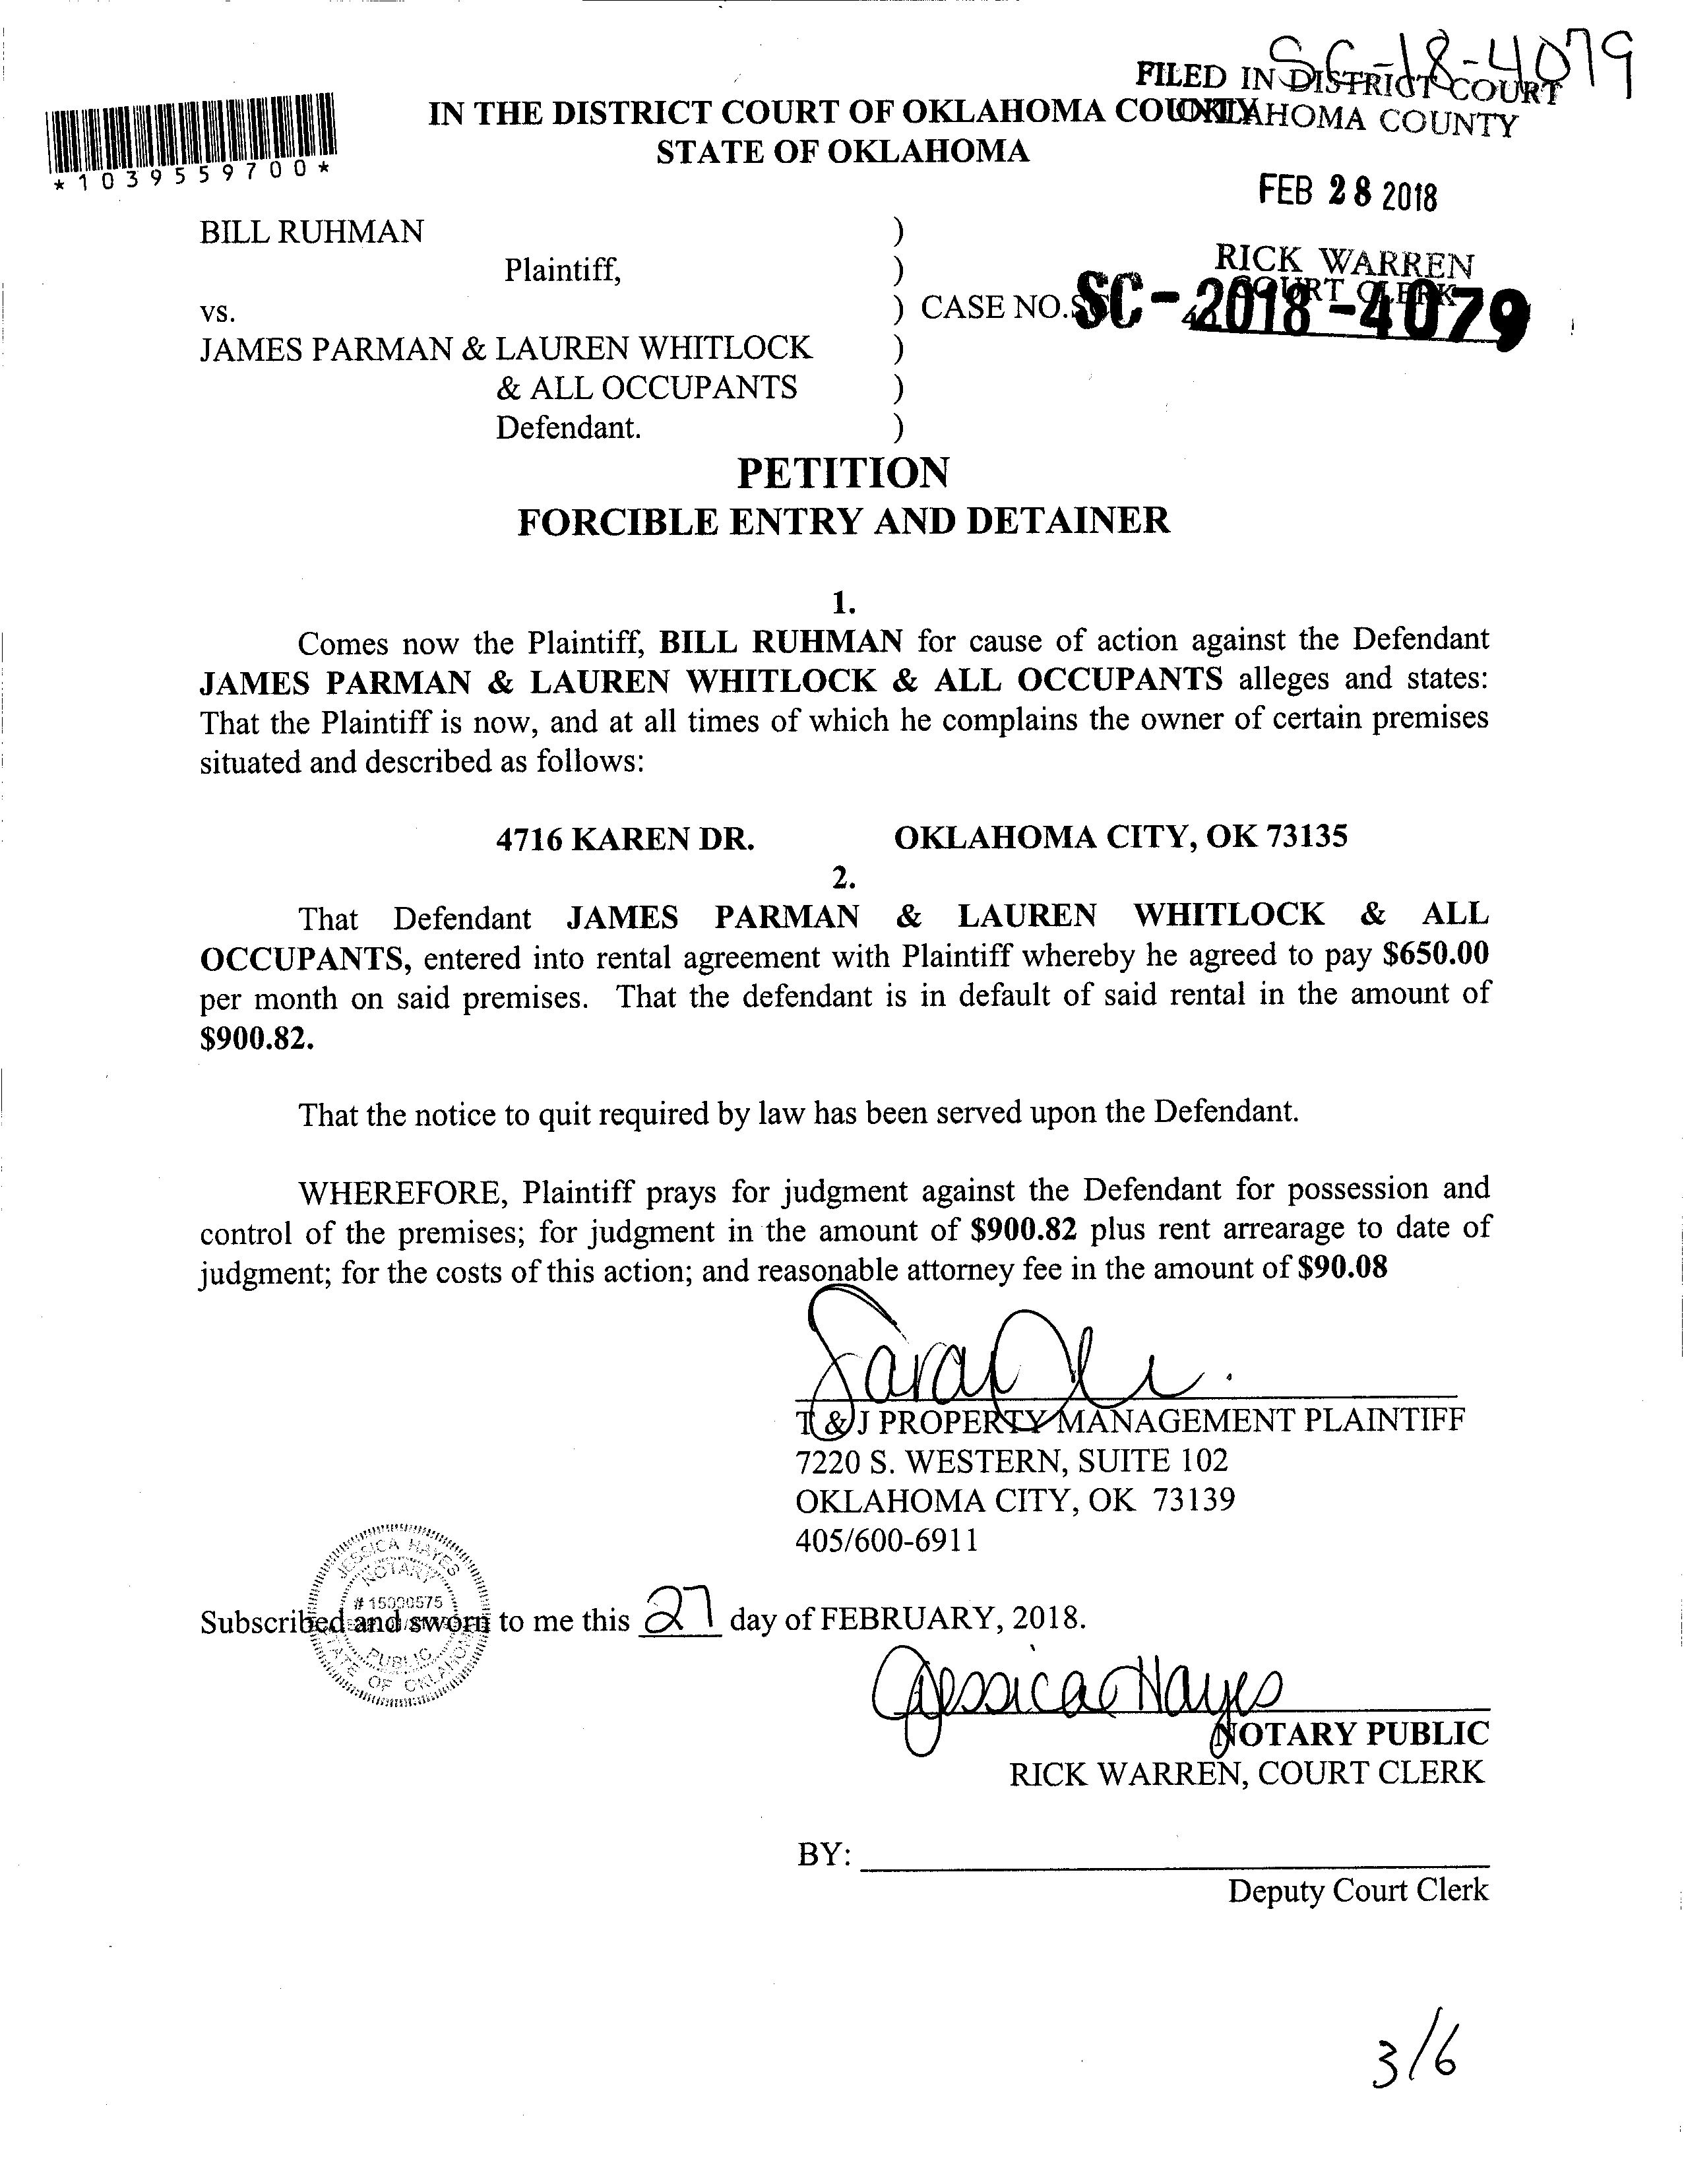 SC-18-4079
FILED IN DISTRICT COURT
OKLAHOMA COUNTY
IN THE DISTRICT COURT OF OKLAHOMA COUNTY
STATE OF OKLAHOMA
*1039559700*
FEB 28 2018
RICK WARREN
COURT CLERK
BILL RUHMAN )
Plaintiff, )
vs. ) CASE NO. SC-2018-4079
JAMES PARMAN & LAUREN WHITLOCK )
& ALL OCCUPANTS )
Defendant. )
PETITION
FORCIBLE ENTRY AND DETAINER
1.
Comes now the Plaintiff, BILL RUHMAN for cause of action against the Defendant
JAMES PARMAN & LAUREN WHITLOCK & ALL OCCUPANTS alleges and states:
That the Plaintiff is now, and at all times of which he complains the owner of certain premises
situated and described as follows:
4716 KAREN DR. OKLAHOMA CITY, OK 73135
2.
That Defendant JAMES PARMAN & LAUREN WHITLOCK & ALL
OCCUPANTS, entered into rental agreement with Plaintiff whereby he agreed to pay $650.00
per month on said premises. That the defendant is in default of said rental in the amount of
$900.82.
That the notice to quit required by law has been served upon the Defendant.
WHEREFORE, Plaintiff prays for judgment against the Defendant for possession and
control of the premises; for judgment in the amount of $900.82 plus rent arrearage to date of
judgment; for the costs of this action; and reasonable attorney fee in the amount of $90.08
T & J PROPERTY MANAGEMENT PLAINTIFF
7220 S. WESTERN, SUITE 102
OKLAHOMA CITY, OK 73139
405/600-6911
JESSICA HAYES
NOTARY
PUBLIC
STATE OF OKLAHOMA
Subscribed and sworn to me this 27 day of FEBRUARY, 2018.
Jessica Hayes
NOTARY PUBLIC
RICK WARREN, COURT CLERK
BY:
Deputy Court Clerk
3/6